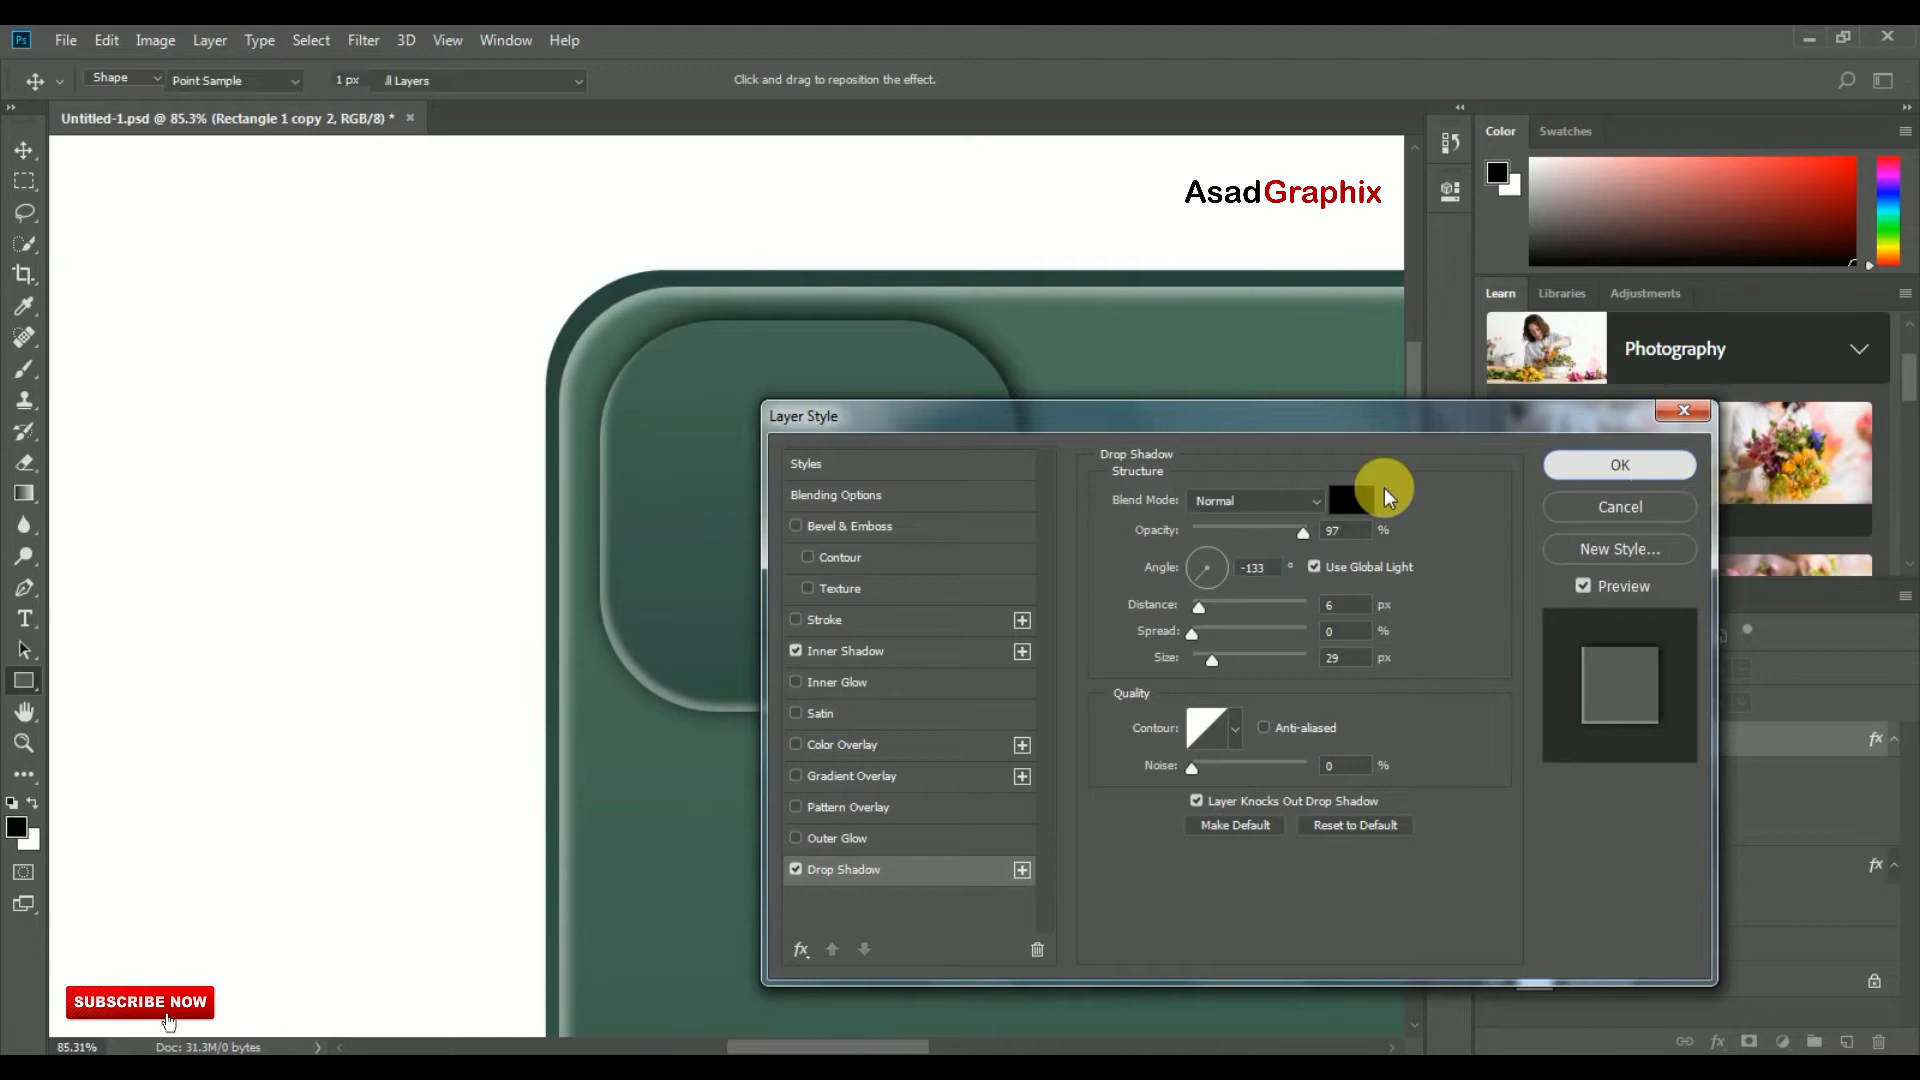 Ps File Edit Image Layer Type Select Filter 3D View Window Help
Shape Point Sample 1 px Layers Click and drag to reposition the effect.
Untitled-1.psd @ 85.3% (Rectangle 1 copy 2, RGB/8) *
Color Swatches
AsadGraphix
Learn Libraries Adjustments
Photography
Layer Style
Styles
Blending Options
Bevel & Emboss
Contour
Texture
Stroke
Inner Shadow
Inner Glow
Satin
Color Overlay
Gradient Overlay
Pattern Overlay
Outer Glow
Drop Shadow
fx
Drop Shadow
Structure
Blend Mode: Normal
Opacity: 97 %
Angle: -133 ° Use Global Light
Distance: 6 px
Spread: 0 %
Size: 29 px
Quality
Contour: Anti-aliased
Noise: 0 %
Layer Knocks Out Drop Shadow
Make Default Reset to Default
OK
Cancel
New Style...
Preview
fx
fx
fx
SUBSCRIBE NOW
85.31% Doc: 31.3M/0 bytes